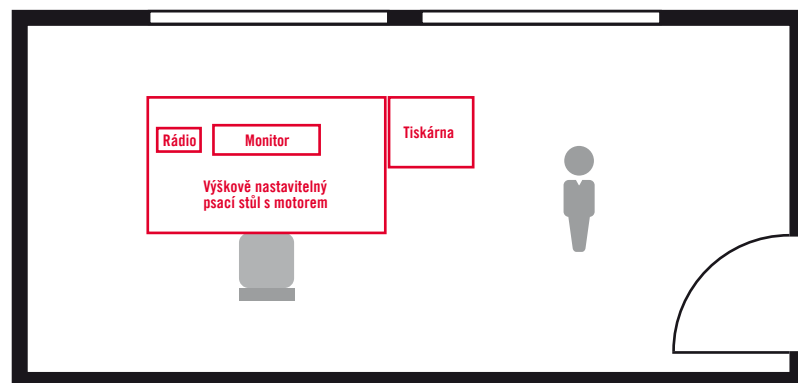 Rádio
Monitor
Tiskárna
Výškově nastavitelný
psací stůl s motorem